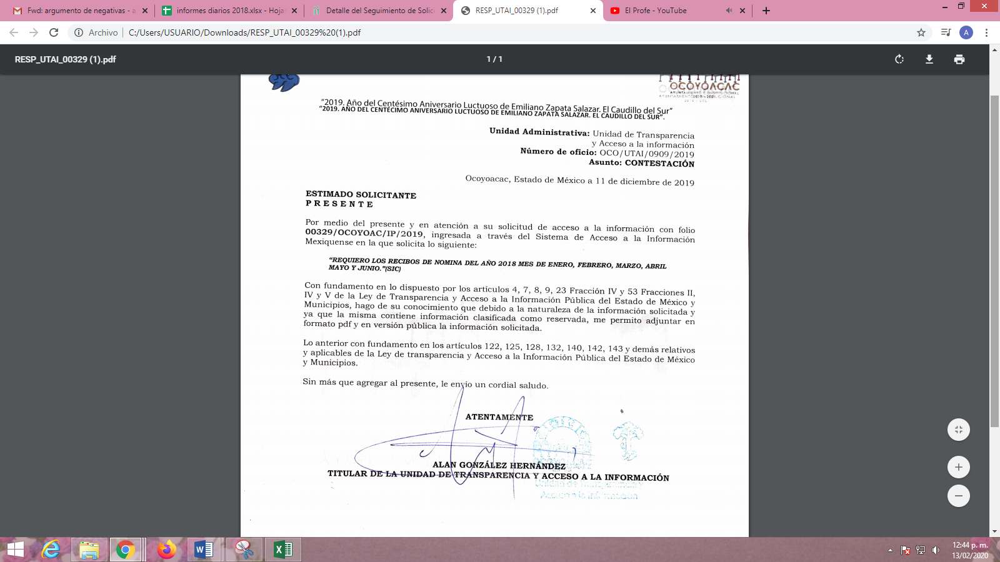 Fwd: argumento de negativas - a
informes diarios 2018.xlsx - Hoja
Detalle del Seguimiento de Solic
RESP_UTAI_00329 (1).pdf
El Profe - YouTube
Archivo
C:/Users/USUARIO/Downloads/RESP_UTAI_00329%20(1).pdf
A
RESP_UTAI_00329 (1).pdf
1 / 1
OCOYOACAC
AYUNTAMIENTO CONSTITUCIONAL
“2019. Año del Centésimo Aniversario Luctuoso de Emiliano Zapata Salazar. El Caudillo del Sur”
“2019. AÑO DEL CENTÉCIMO ANIVERSARIO LUCTUOSO DE EMILIANO ZAPATA SALAZAR. EL CAUDILLO DEL SUR”.
Unidad Administrativa: Unidad de Transparencia
y Acceso a la información
Número de oficio: OCO/UTAI/0909/2019
Asunto: CONTESTACIÓN
Ocoyoacac, Estado de México a 11 de diciembre de 2019
ESTIMADO SOLICITANTE
P R E S E N T E
Por medio del presente y en atención a su solicitud de acceso a la información con folio
00329/OCOYOAC/IP/2019, ingresada a través del Sistema de Acceso a la Información
Mexiquense en la que solicita lo siguiente:
“REQUIERO LOS RECIBOS DE NOMINA DEL AÑO 2018 MES DE ENERO, FEBRERO, MARZO, ABRIL
MAYO Y JUNIO.”(SIC)
Con fundamento en lo dispuesto por los artículos 4, 7, 8, 9, 23 Fracción IV y 53 Fracciones II,
IV y V de la Ley de Transparencia y Acceso a la Información Pública del Estado de México y
Municipios, hago de su conocimiento que debido a la naturaleza de la información solicitada y
ya que la misma contiene información clasificada como reservada, me permito adjuntar en
formato pdf y en versión pública la información solicitada.
Lo anterior con fundamento en los artículos 122, 125, 128, 132, 140, 142, 143 y demás relativos
y aplicables de la Ley de transparencia y Acceso a la Información Pública del Estado de México
y Municipios.
Sin más que agregar al presente, le envío un cordial saludo.
ATENTAMENTE
ALAN GONZÁLEZ HERNÁNDEZ
TITULAR DE LA UNIDAD DE TRANSPARENCIA Y ACCESO A LA INFORMACIÓN
Unidad de Transparencia y
Acceso a la Información
12:44 p. m.
13/02/2020